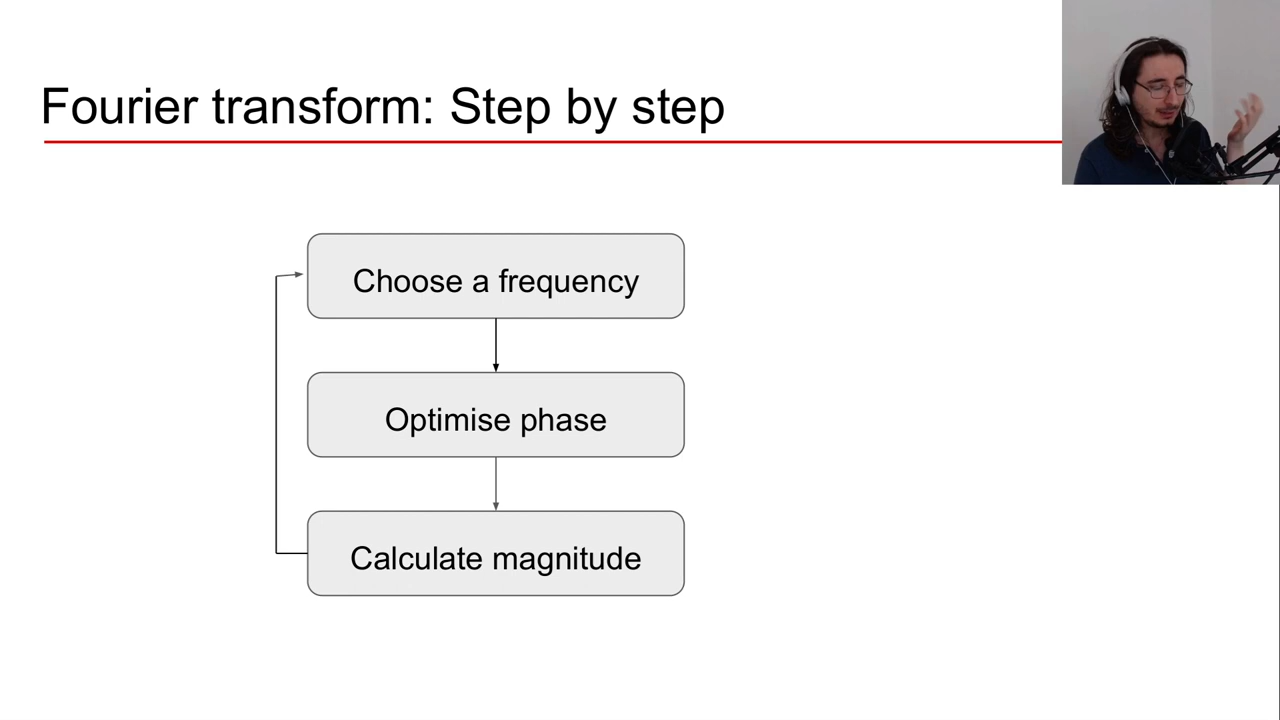 Fourier transform: Step by step
Choose a frequency
Optimise phase
Calculate magnitude